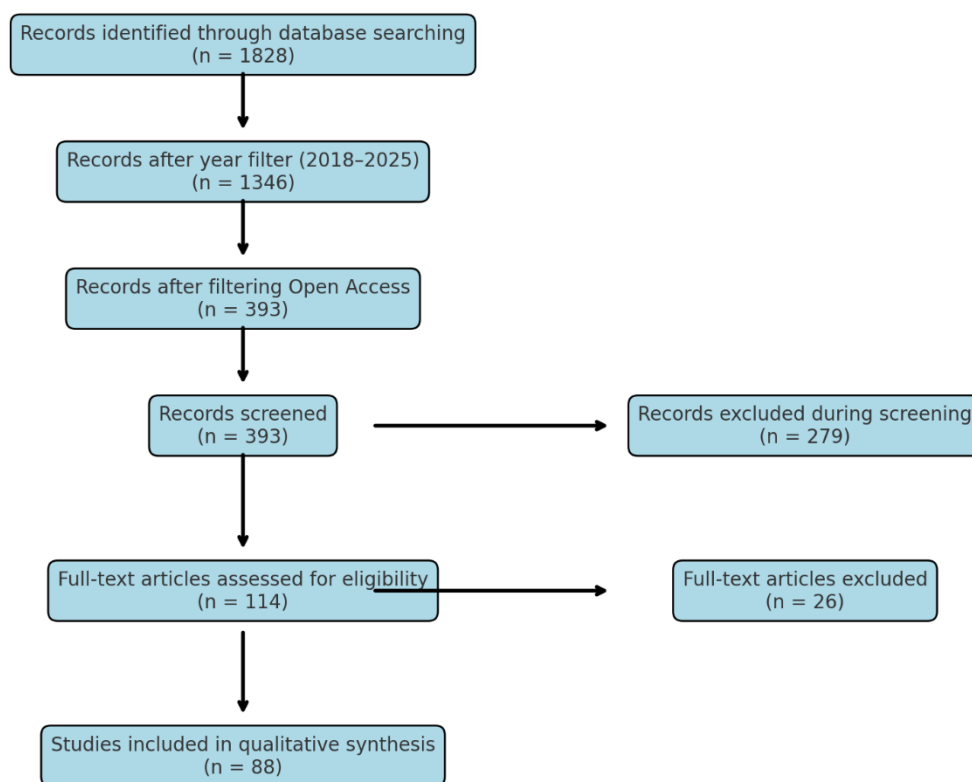 Records identified through database searching
(n = 1828)
Records after year filter (2018–2025)
(n = 1346)
Records after filtering Open Access
(n = 393)
Records screened
(n = 393)
Records excluded during screening
(n = 279)
Full-text articles assessed for eligibility
(n = 114)
Full-text articles excluded
(n = 26)
Studies included in qualitative synthesis
(n = 88)